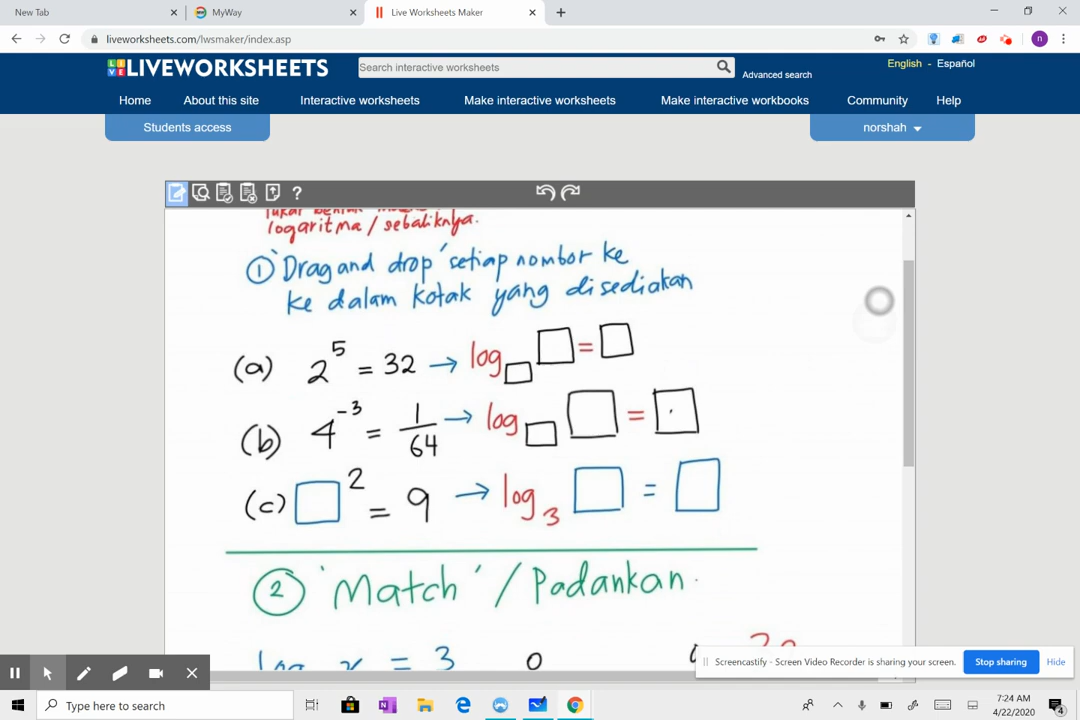 New Tab
MyWay
Live Worksheets Maker
liveworksheets.com/lwsmaker/index.asp
n
LIVEWORKSHEETS
Search interactive worksheets
Advanced search
English - Español
Home
About this site
Interactive worksheets
Make interactive worksheets
Make interactive workbooks
Community
Help
Students access
norshah
?
logaritma / sebaliknya.
① 'Drag and drop' setiap nombor ke
ke dalam kotak yang disediakan
(a) 2⁵ = 32 → log □ □ = □
(b) 4⁻³ = 1/64 → log □ □ = □
(c) □² = 9 → log₃ □ = □
② 'Match' / Padankan.
log x = 3
Screencastify - Screen Video Recorder is sharing your screen.
Stop sharing
Hide
Type here to search
7:24 AM
4/22/2020
4